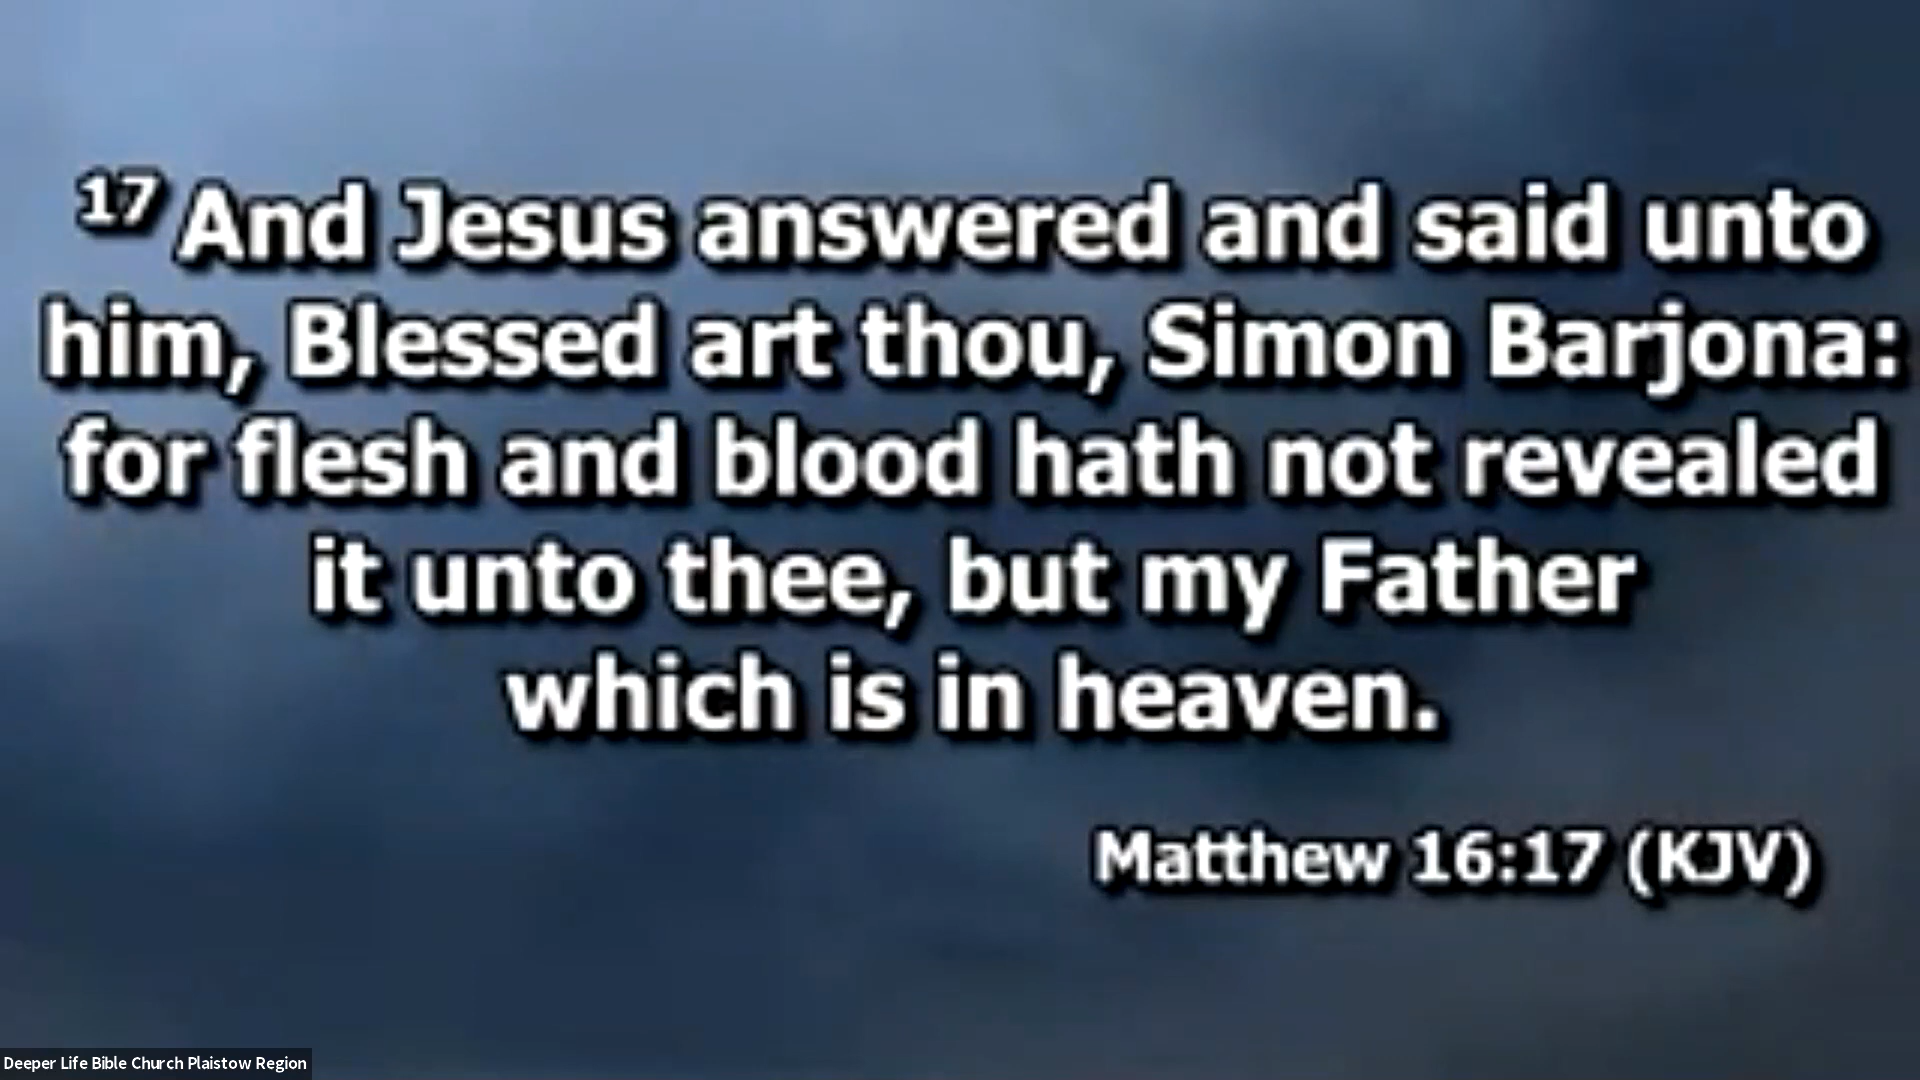 17 And Jesus answered and said unto
him, Blessed art thou, Simon Barjona:
for flesh and blood hath not revealed
it unto thee, but my Father
which is in heaven.
Matthew 16:17 (KJV)
Deeper Life Bible Church Plaistow Region